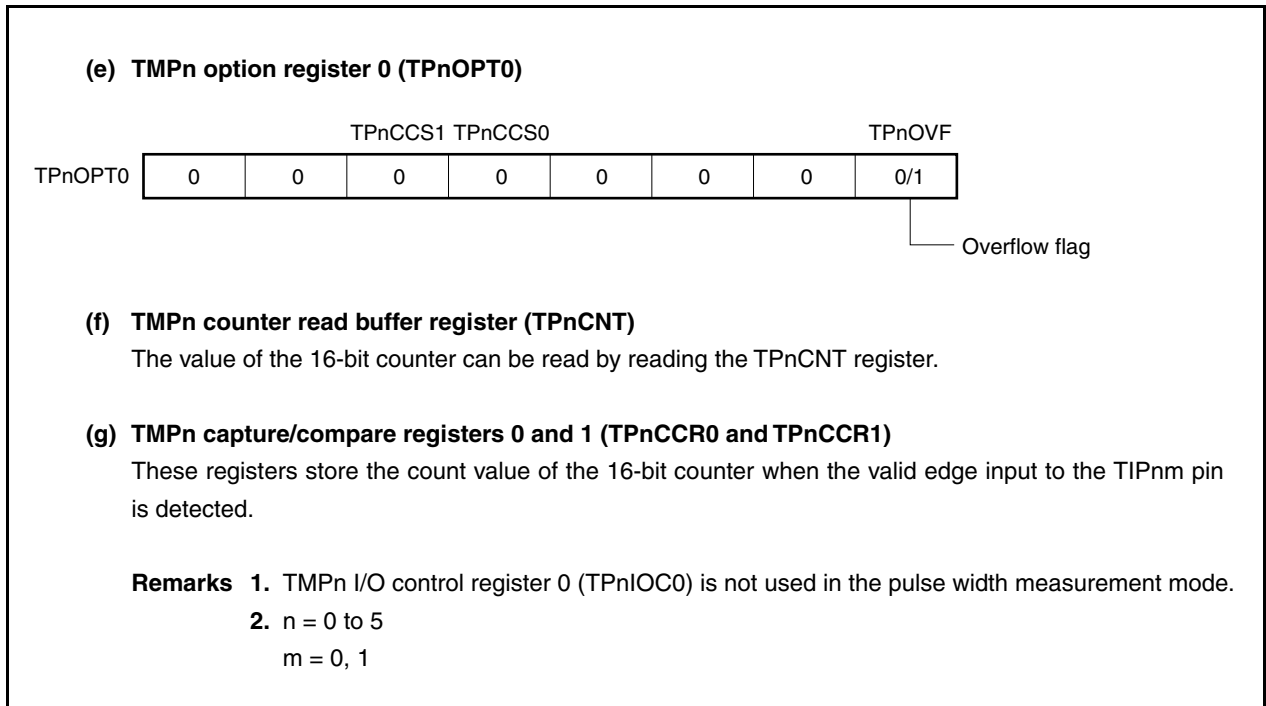 (e) TMPn option register 0 (TPnOPT0)
TPnCCS1 TPnCCS0 TPnOVF
TPnOPT0 0 0 0 0 0 0 0 0/1
Overflow flag
(f) TMPn counter read buffer register (TPnCNT)
The value of the 16-bit counter can be read by reading the TPnCNT register.
(g) TMPn capture/compare registers 0 and 1 (TPnCCR0 and TPnCCR1)
These registers store the count value of the 16-bit counter when the valid edge input to the TIPnm pin
is detected.
Remarks 1. TMPn I/O control register 0 (TPnIOC0) is not used in the pulse width measurement mode.
2. n = 0 to 5
m = 0, 1